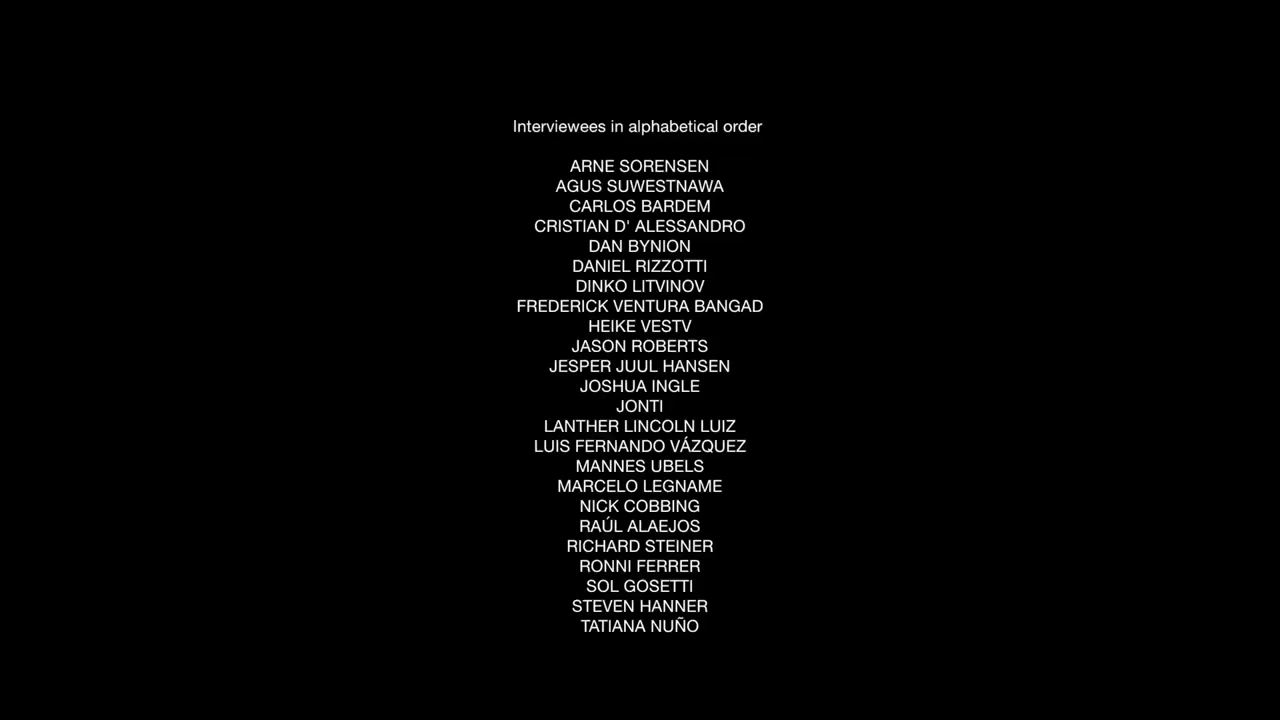 Interviewees in alphabetical order
ARNE SORENSEN
AGUS SUWESTNAWA
CARLOS BARDEM
CRISTIAN D' ALESSANDRO
DAN BYNION
DANIEL RIZZOTTI
DINKO LITVINOV
FREDERICK VENTURA BANGAD
HEIKE VESTV
JASON ROBERTS
JESPER JUUL HANSEN
JOSHUA INGLE
JONTI
LANTHER LINCOLN LUIZ
LUIS FERNANDO VÁZQUEZ
MANNES UBELS
MARCELO LEGNAME
NICK COBBING
RAÚL ALAEJOS
RICHARD STEINER
RONNI FERRER
SOL GOSETTI
STEVEN HANNER
TATIANA NUÑO